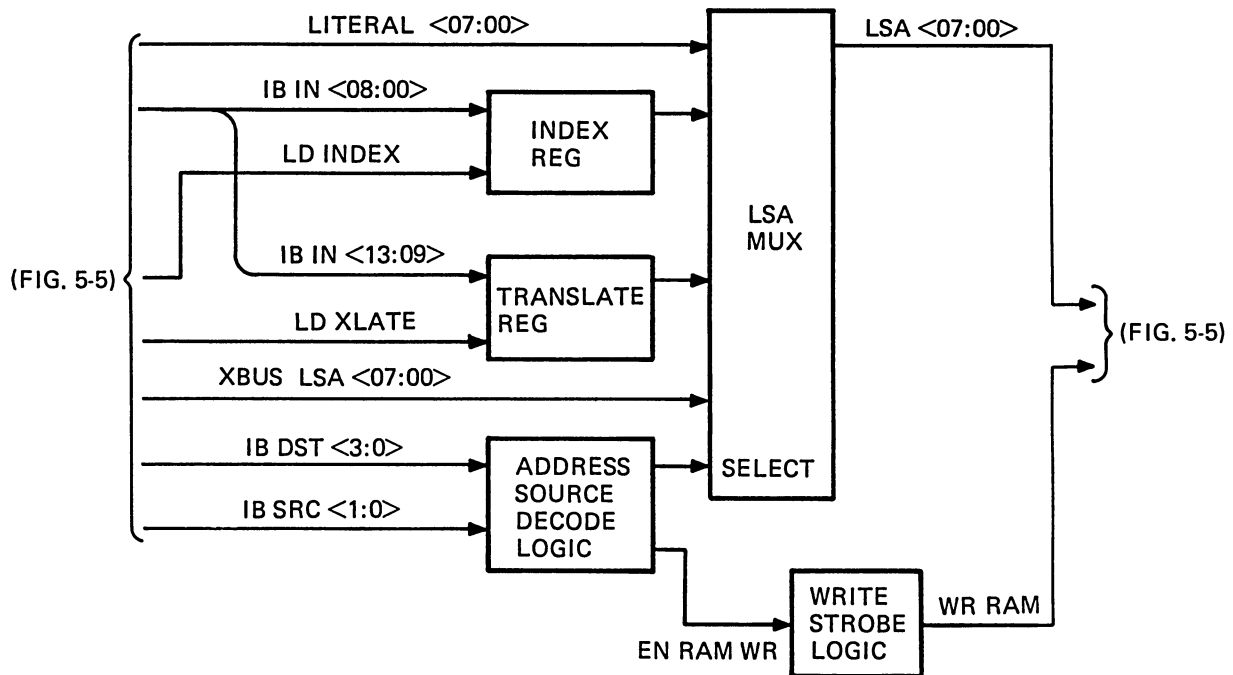 LITERAL <07:00>
LSA <07:00>
IB IN <08:00>
INDEX
REG
LD INDEX
LSA
MUX
IB IN <13:09>
(FIG. 5-5)
TRANSLATE
REG
LD XLATE
(FIG. 5-5)
XBUS LSA <07:00>
IB DST <3:0>
ADDRESS
SOURCE
DECODE
LOGIC
SELECT
IB SRC <1:0>
WRITE
STROBE
LOGIC
WR RAM
EN RAM WR